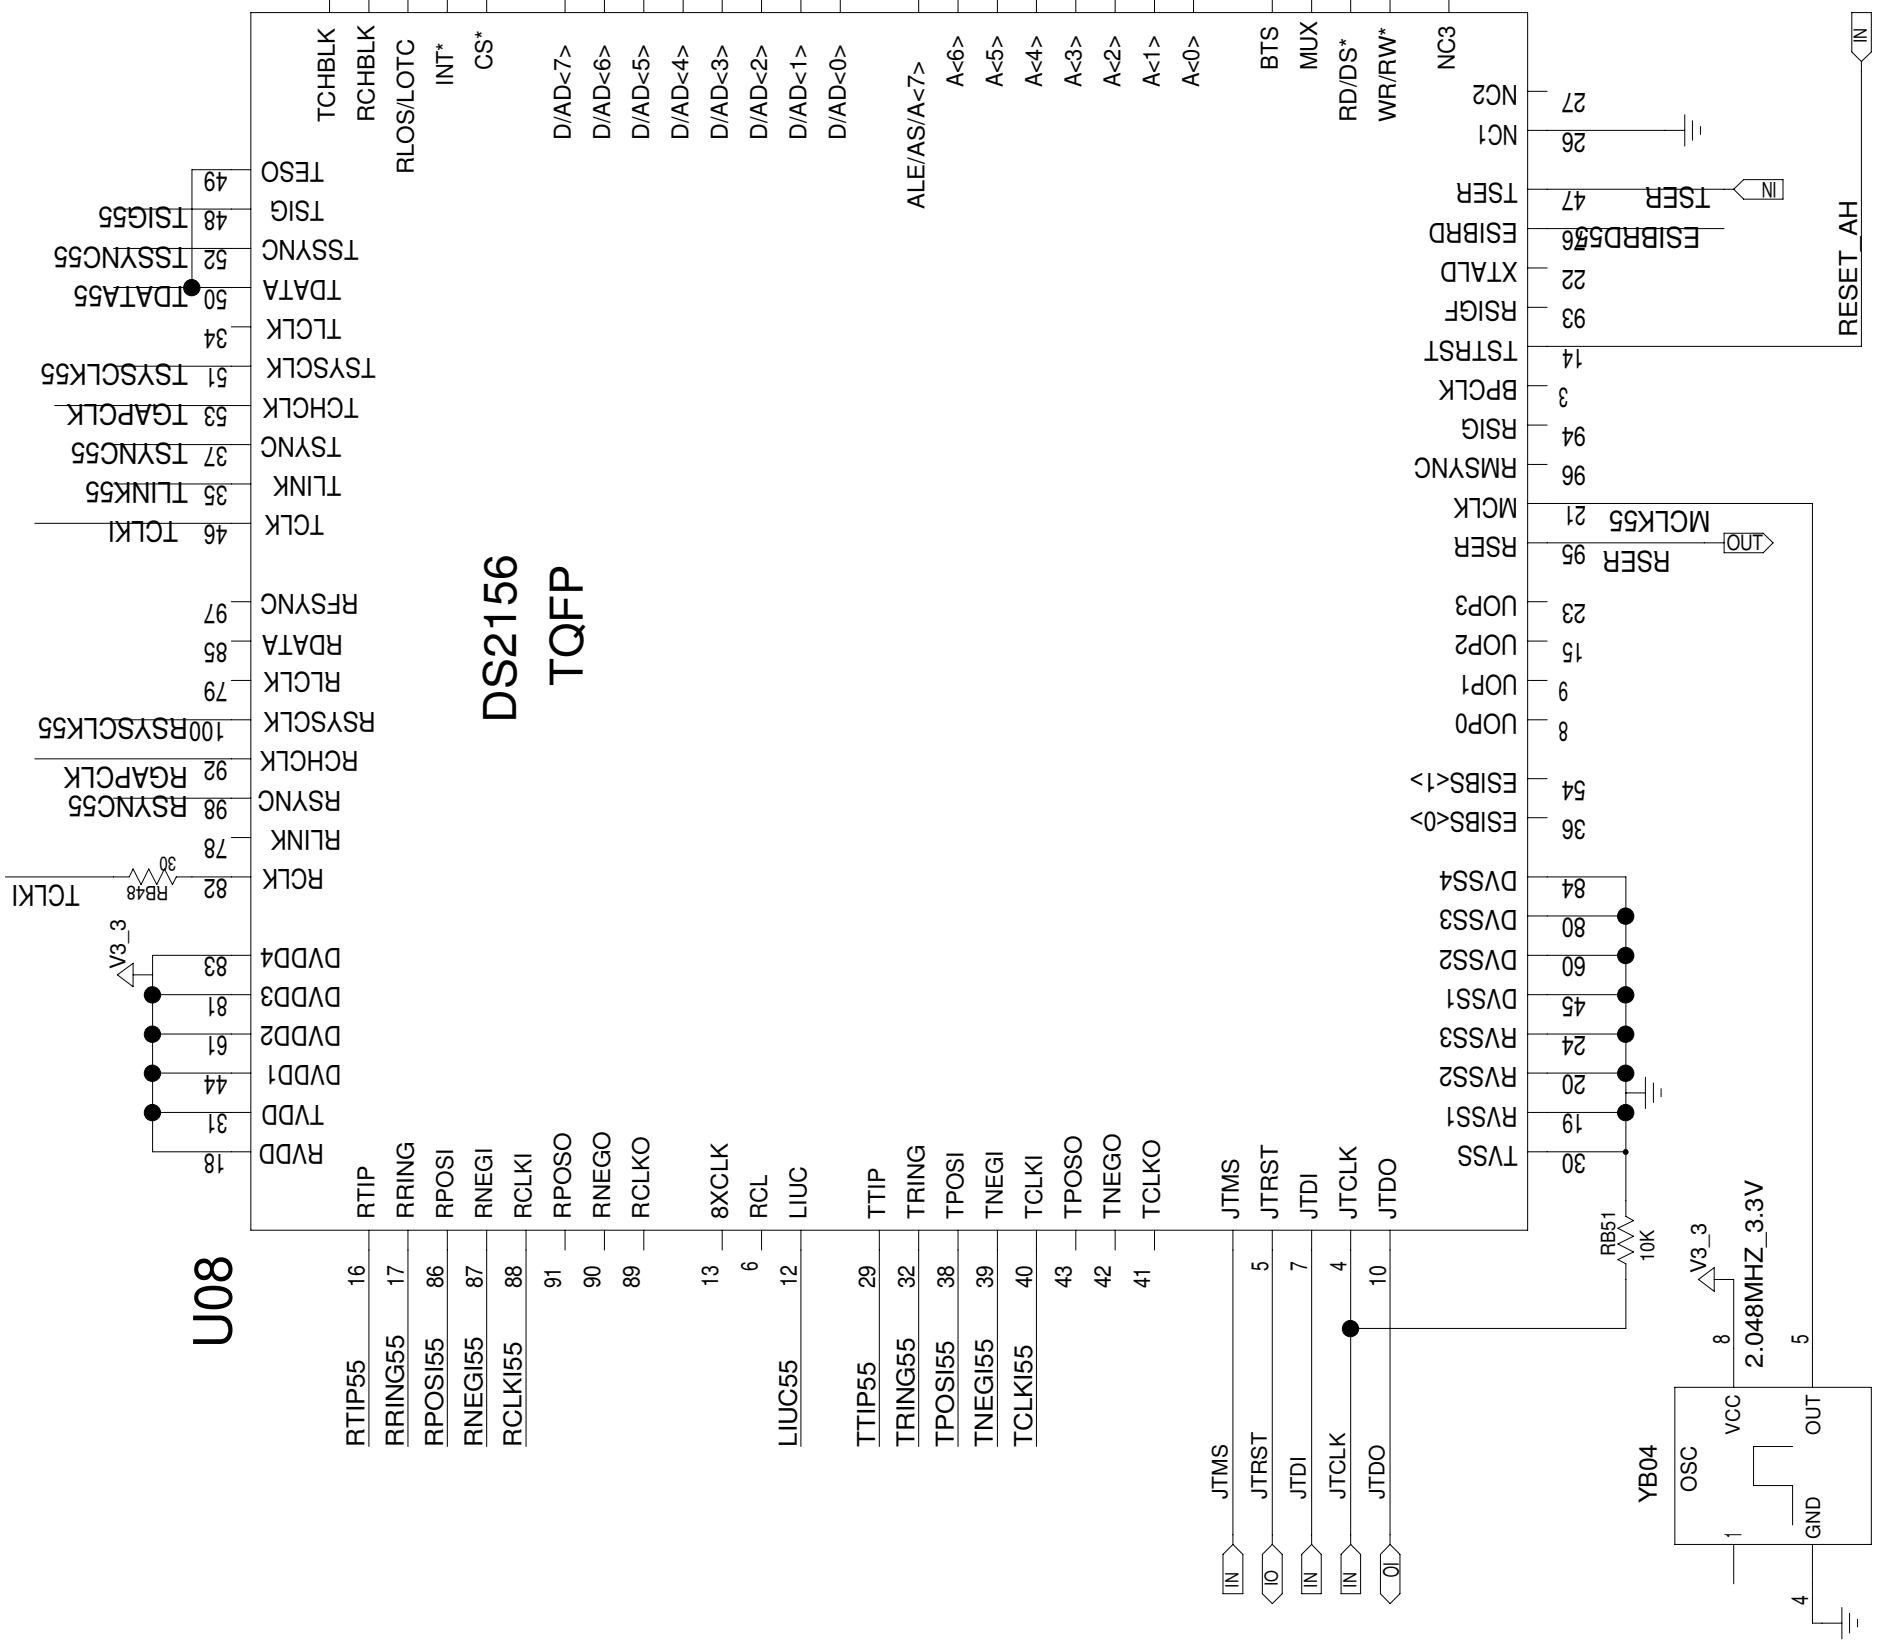 TCHBLK
RCHBLK
RLOS/LOTC
INT*
CS*
D/AD<7>
D/AD<6>
D/AD<5>
D/AD<4>
D/AD<3>
D/AD<2>
D/AD<1>
D/AD<0>
ALE/AS/A<7>
A<6>
A<5>
A<4>
A<3>
A<2>
A<1>
A<0>
BTS
MUX
RD/DS*
WR/RW*
NC3
49 TESO
TSIG55 48 TSIG
TSSYNC55 52 TSSYNC
TDATA55 50 TDATA
34 TLCLK
TSYSCLK55 51 TSYSCLK
TGAPCLK 53 TCHCLK
TSYNC55 37 TSYNC
TLINK55 35 TLINK
TCLKI 46 TCLK
97 RFSYNC
85 RDATA
79 RLCLK
RSYSCLK55 100 RSYSCLK
RGAPCLK 92 RCHCLK
RSYNC55 98 RSYNC
78 RLINK
TCLKI RB48 30 82 RCLK
V3_3
83 DVDD4
81 DVDD3
61 DVDD2
44 DVDD1
31 TVDD
18 RVDD
DS2156
TQFP
NC2 27
NC1 26
TSER 47 TSER IN
ESIBRD 76 ESIBRD55
XTALD 22
RSIGF 93
TSTRST 14
RESET_AH IN
BPCLK 3
RSIG 94
RMSYNC 96
MCLK 21 MCLK55
RSER 95 RSER OUT
UOP3 23
UOP2 15
UOP1 9
UOP0 8
ESIBS<1> 54
ESIBS<0> 36
DVSS4 84
DVSS3 80
DVSS2 60
DVSS1 45
RVSS3 24
RVSS2 20
RVSS1 19
TVSS 30
U08
RTIP 16 RTIP55
RRING 17 RRING55
RPOSI 86 RPOSI55
RNEGI 87 RNEGI55
RCLKI 88 RCLKI55
RPOSO 91
RNEGO 90
RCLKO 89
8XCLK 13
RCL 6
LIUC 12 LIUC55
TTIP 29 TTIP55
TRING 32 TRING55
TPOSI 38 TPOSI55
TNEGI 39 TNEGI55
TCLKI 40 TCLKI55
TPOSO 43
TNEGO 42
TCLKO 41
JTMS JTMS IN
JTRST 5 JTRST IO
JTDI 7 JTDI IN
JTCLK 4 JTCLK IN
JTDO 10 JTDO OI
RB51
10K
V3_3
2.048MHZ_3.3V
YB04
OSC
8 VCC
5 OUT
1
4 GND